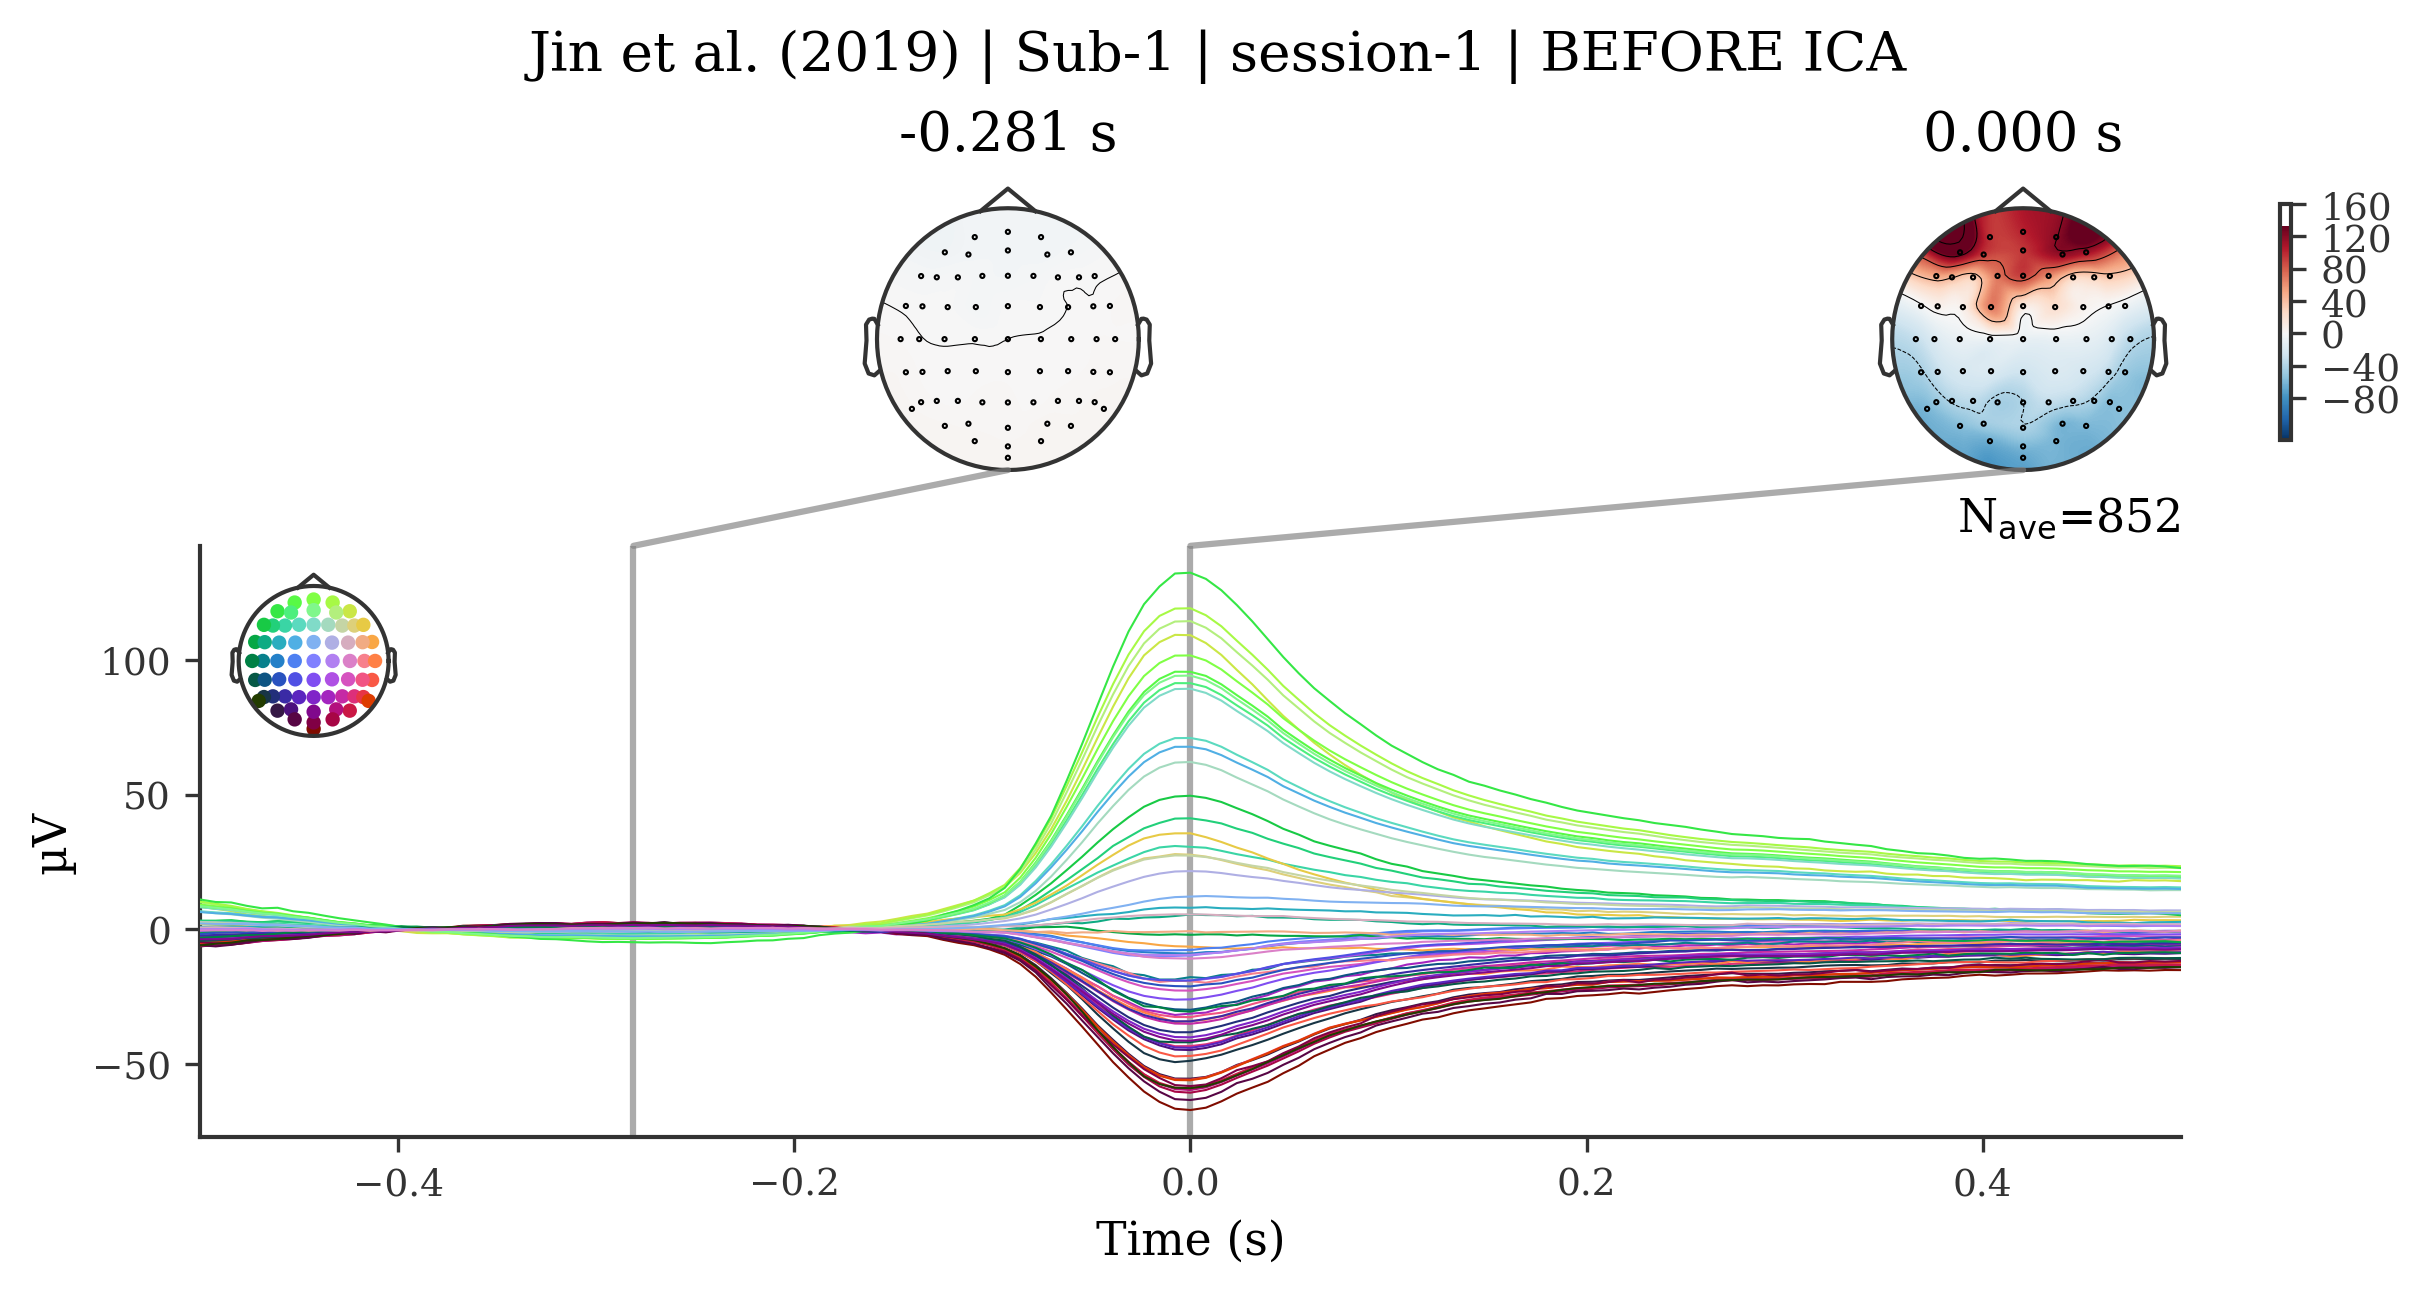 Jin et al. (2019) | Sub-1 | session-1 | BEFORE ICA
-0.281 s
0.000 s
160
120
80
40
0
−40
−80
Nave=852
100
50
0
−50
µV
−0.4
−0.2
0.0
0.2
0.4
Time (s)